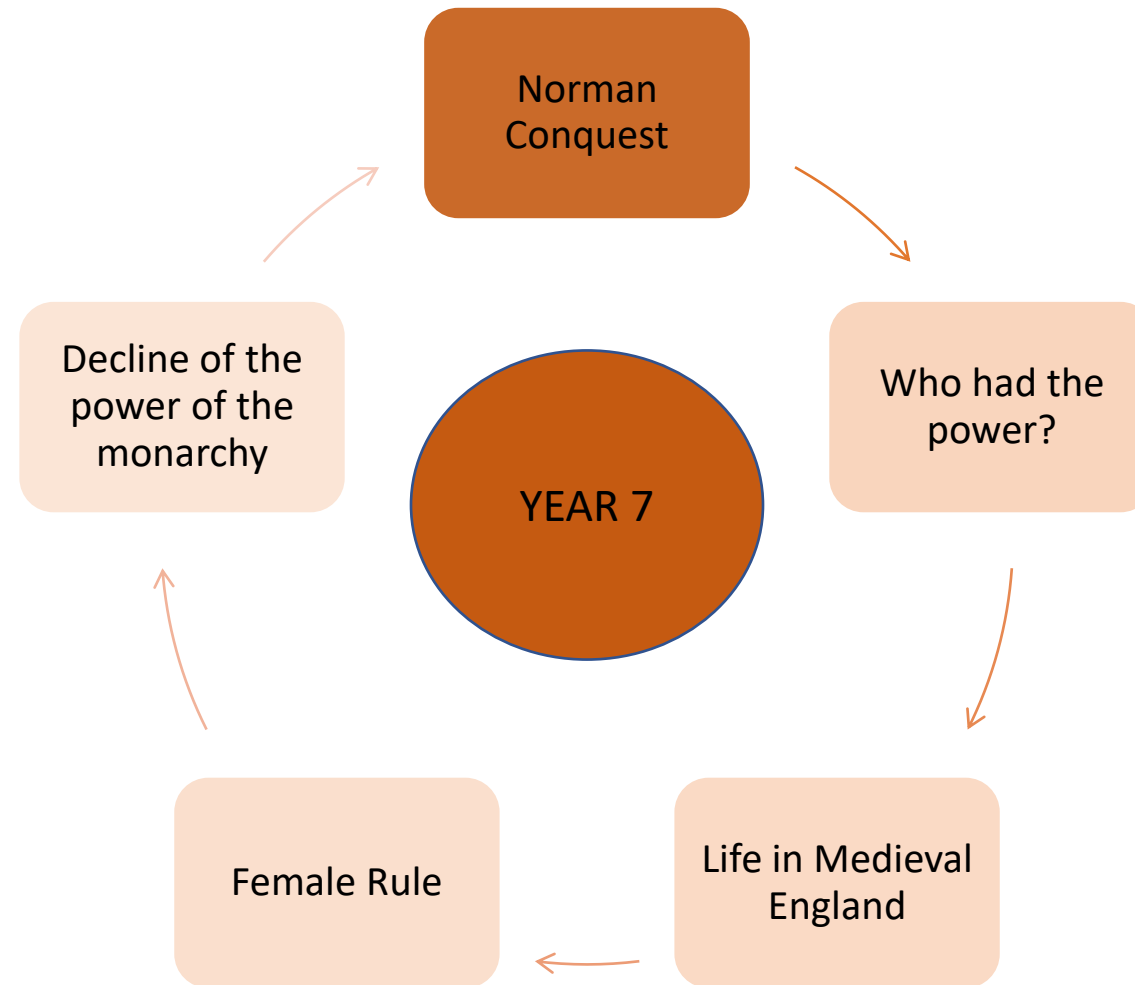 Norman
Conquest
Who had the
power?
Life in Medieval
England
Female Rule
Decline of the
power of the
monarchy
YEAR 7